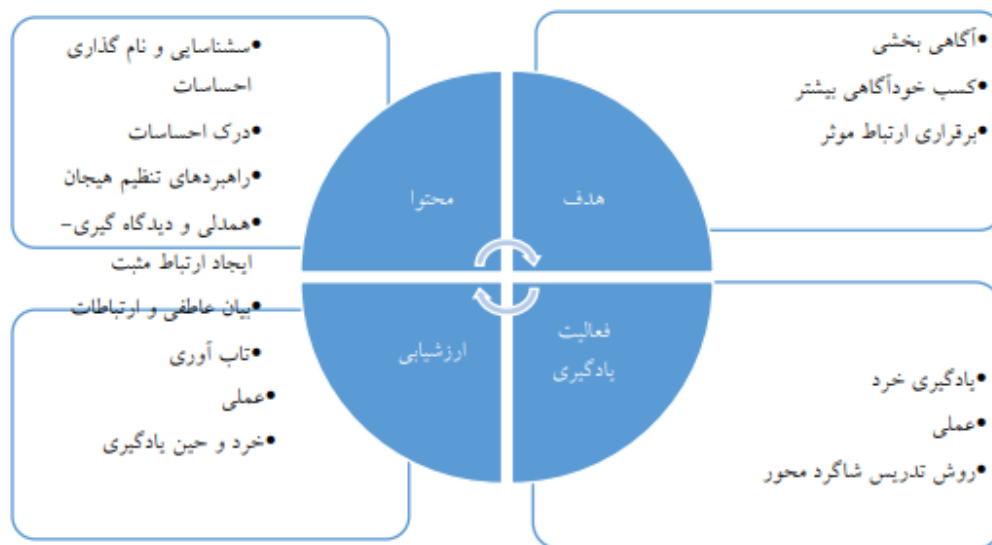 •آگاهی بخشی
•کسب خودآگاهی بیشتر
•برقراری ارتباط موثر
هدف
•سشناسایی و نام گذاری
احساسات
•درک احساسات
•راهبردهای تنظیم هیجان
•همدلی و دیدگاه گیری-
ایجاد ارتباط مثبت
•بیان عاطفی و ارتباطات
•تاب آوری
محتوا
•یادگیری خرد
•عملی
•روش تدریس شاگرد محور
فعالیت
یادگیری
•عملی
•خرد و حین یادگیری
ارزشیابی